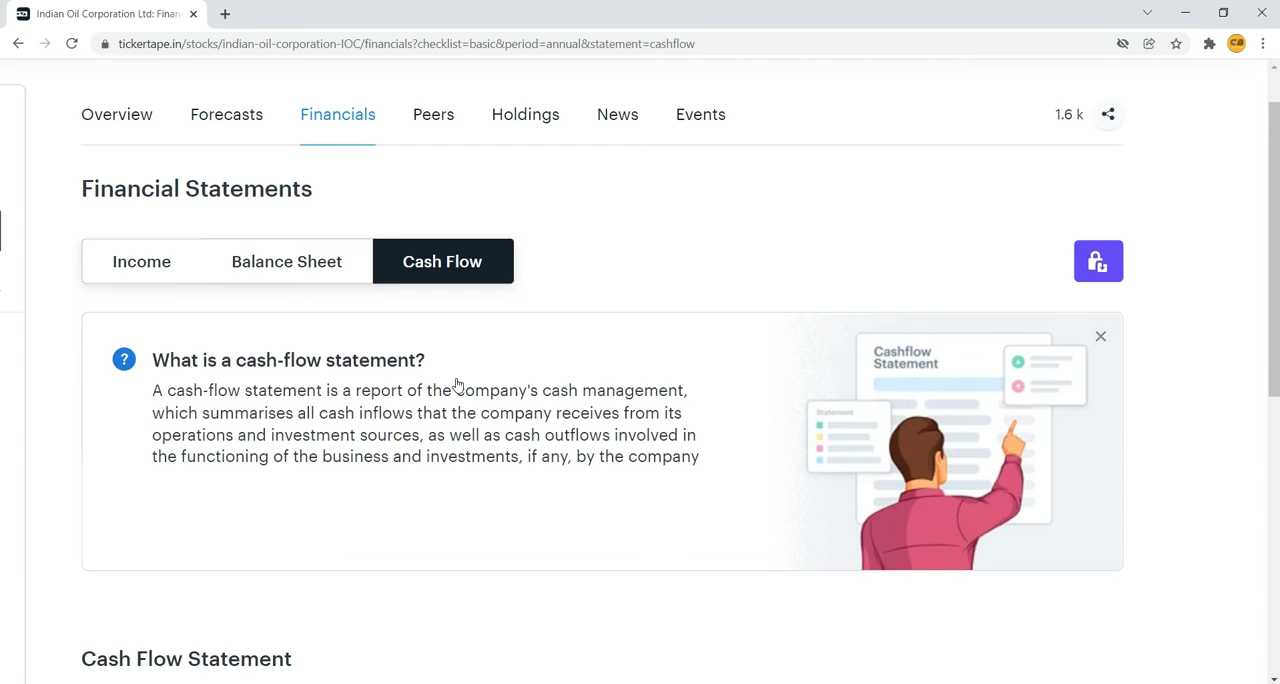 Indian Oil Corporation Ltd: Finan
tickertape.in/stocks/indian-oil-corporation-IOC/financials?checklist=basic&period=annual&statement=cashflow
Overview Forecasts Financials Peers Holdings News Events 1.6 k
Financial Statements
Income Balance Sheet Cash Flow
? What is a cash-flow statement?
A cash-flow statement is a report of the company's cash management,
which summarises all cash inflows that the company receives from its
operations and investment sources, as well as cash outflows involved in
the functioning of the business and investments, if any, by the company
Cashflow
Statement
Statement
Cash Flow Statement